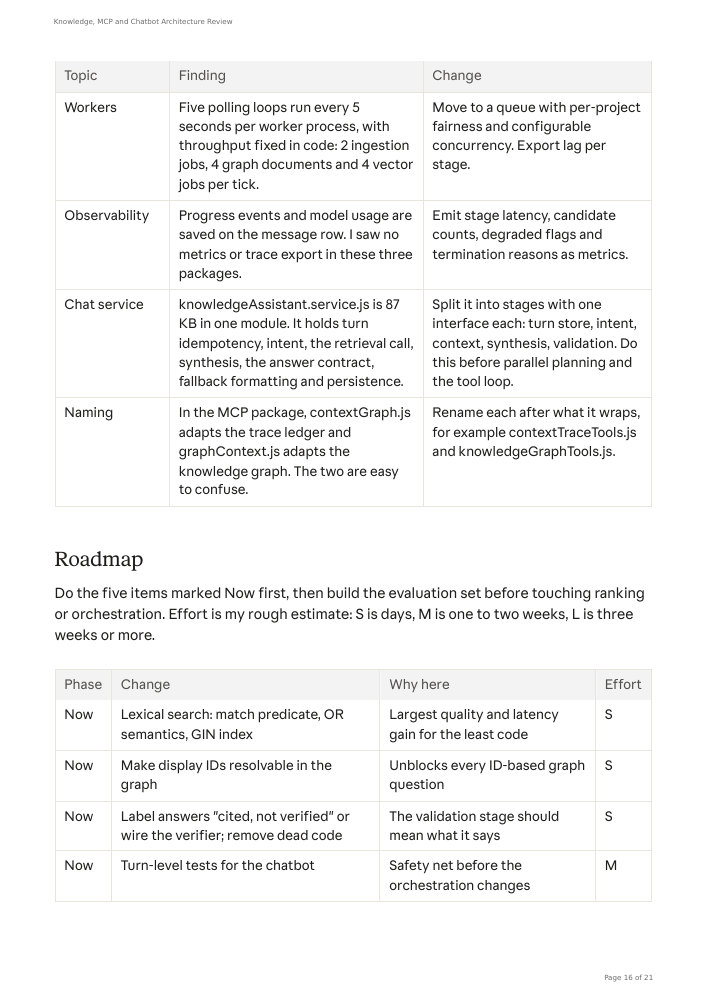 Knowledge, MCP and Chatbot Architecture Review
Topic Finding Change
Workers Five polling loops run every 5 Move to a queue with per-project
seconds per worker process, with fairness and configurable
throughput fixed in code: 2 ingestion concurrency. Export lag per
jobs, 4 graph documents and 4 vector stage.
jobs per tick.
Observability Progress events and model usage are Emit stage latency, candidate
saved on the message row. I saw no counts, degraded flags and
metrics or trace export in these three termination reasons as metrics.
packages.
Chat service knowledgeAssistant.service.js is 87 Split it into stages with one
KB in one module. It holds turn interface each: turn store, intent,
idempotency, intent, the retrieval call, context, synthesis, validation. Do
synthesis, the answer contract, this before parallel planning and
fallback formatting and persistence. the tool loop.
Naming In the MCP package, contextGraph.js Rename each after what it wraps,
adapts the trace ledger and for example contextTraceTools.js
graphContext.js adapts the and knowledgeGraphTools.js.
knowledge graph. The two are easy
to confuse.
Roadmap
Do the five items marked Now first, then build the evaluation set before touching ranking
or orchestration. Effort is my rough estimate: S is days, M is one to two weeks, L is three
weeks or more.
Phase Change Why here Effort
Now Lexical search: match predicate, OR Largest quality and latency S
semantics, GIN index gain for the least code
Now Make display IDs resolvable in the Unblocks every ID-based graph S
graph question
Now Label answers "cited, not verified" or The validation stage should S
wire the verifier; remove dead code mean what it says
Now Turn-level tests for the chatbot Safety net before the M
orchestration changes
Page 16 of 21